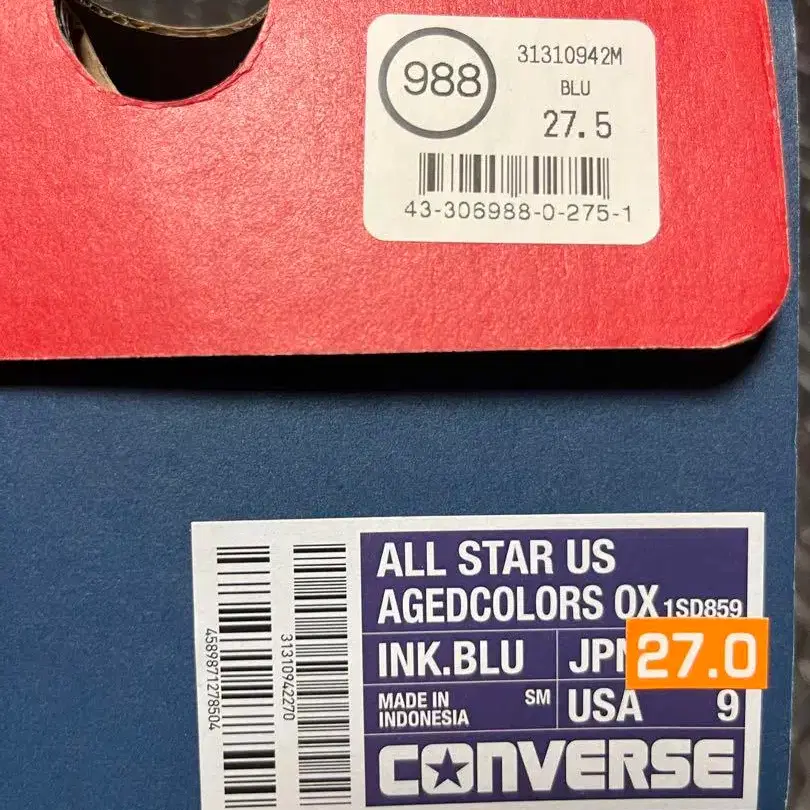 988
31310942M
BLU
27.5
43-306988-0-275-1
4589871278504
31310942270
ALL STAR US
AGEDCOLORS OX 1SD859
INK.BLU JPN 27.0
MADE IN
INDONESIA
SM USA 9
CONVERSE